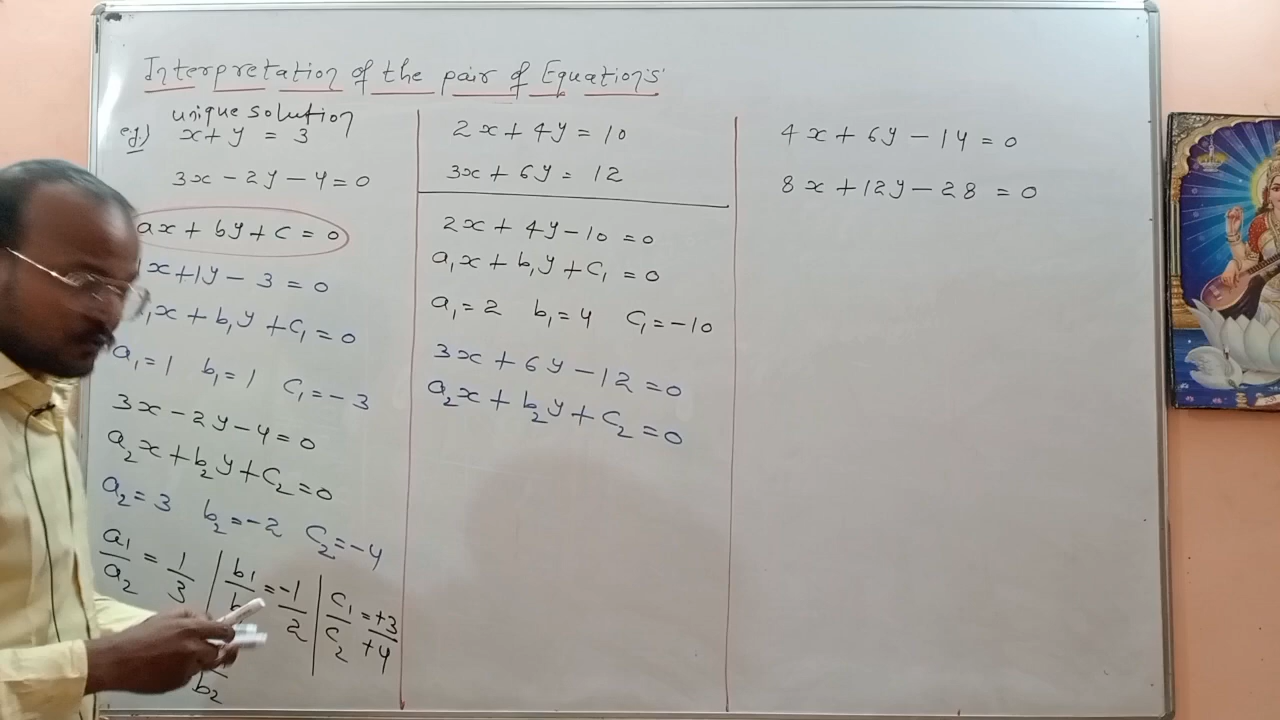 Interpretation of the pair of Equations
unique solution
eg) x + y = 3
3x - 2y - 4 = 0
ax + by + c = 0
x + 1y - 3 = 0
x + b₁y + c₁ = 0
a₁ = 1 b₁ = 1 c₁ = -3
3x - 2y - 4 = 0
a₂x + b₂y + c₂ = 0
a₂ = 3 b₂ = -2 c₂ = -4
a₁/a₂ = 1/3 | b₁/b = -1/2 | c₁/c₂ = +3/+4
b₂
2x + 4y = 10
3x + 6y = 12
2x + 4y - 10 = 0
a₁x + b₁y + c₁ = 0
a₁ = 2 b₁ = 4 c₁ = -10
3x + 6y - 12 = 0
a₂x + b₂y + c₂ = 0
4x + 6y - 14 = 0
8x + 12y - 28 = 0